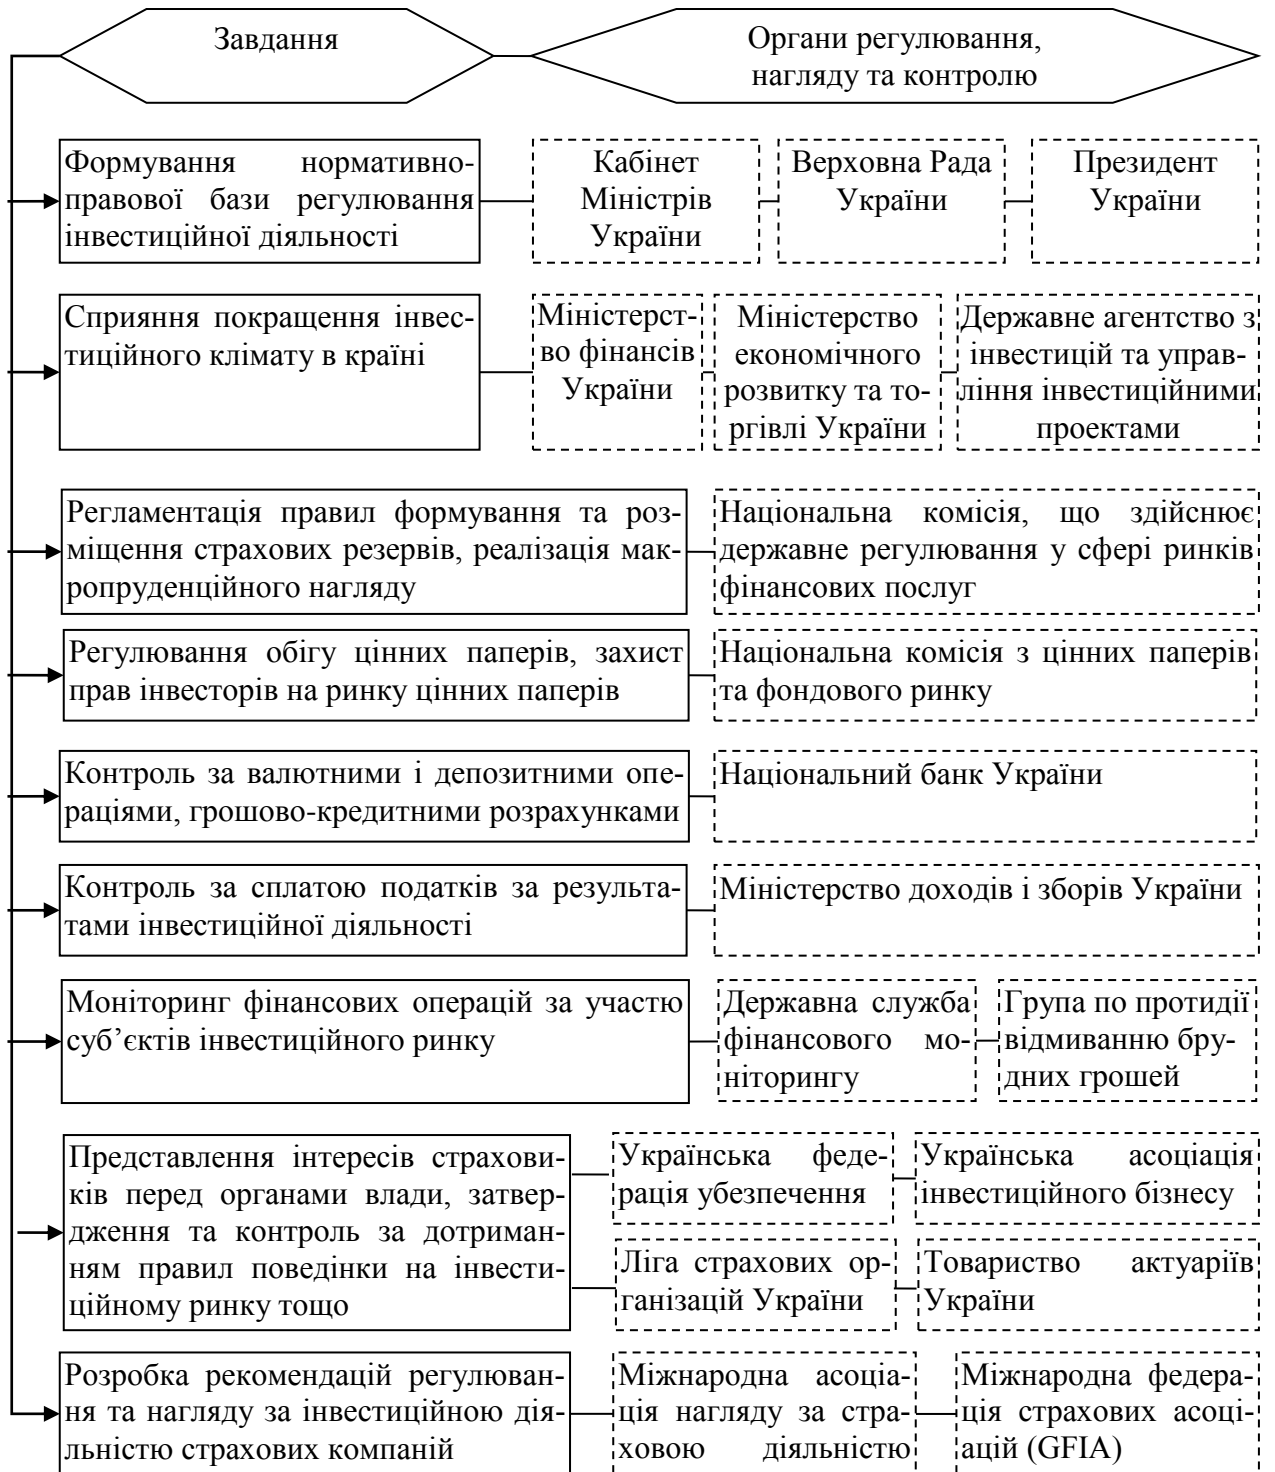 Завдання
Органи регулювання,
нагляду та контролю
Формування нормативно-
правової бази регулювання
інвестиційної діяльності
Кабінет
Міністрів
України
Верховна Рада
України
Президент
України
Сприяння покращення інвес-
тиційного клімату в країні
Міністерст-
во фінансів
України
Міністерство
економічного
розвитку та то-
ргівлі України
Державне агентство з
інвестицій та управ-
ління інвестиційними
проектами
Регламентація правил формування та роз-
міщення страхових резервів, реалізація мак-
ропруденційного нагляду
Національна комісія, що здійснює
державне регулювання у сфері ринків
фінансових послуг
Регулювання обігу цінних паперів, захист
прав інвесторів на ринку цінних паперів
Національна комісія з цінних паперів
та фондового ринку
Контроль за валютними і депозитними опе-
раціями, грошово-кредитними розрахунками
Національний банк України
Контроль за сплатою податків за результа-
тами інвестиційної діяльності
Міністерство доходів і зборів України
Моніторинг фінансових операцій за участю
суб’єктів інвестиційного ринку
Державна служба
фінансового мо-
ніторингу
Група по протидії
відмиванню бру-
дних грошей
Представлення інтересів страхови-
ків перед органами влади, затвер-
дження та контроль за дотриман-
ням правил поведінки на інвести-
ційному ринку тощо
Українська феде-
рація убезпечення
Українська асоціація
інвестиційного бізнесу
Ліга страхових ор-
ганізацій України
Товариство актуаріїв
України
Розробка рекомендацій регулюван-
ня та нагляду за інвестиційною дія-
льністю страхових компаній
Міжнародна асоціа-
ція нагляду за стра-
ховою діяльністю
Міжнародна федера-
ція страхових асоці-
ацій (GFIA)